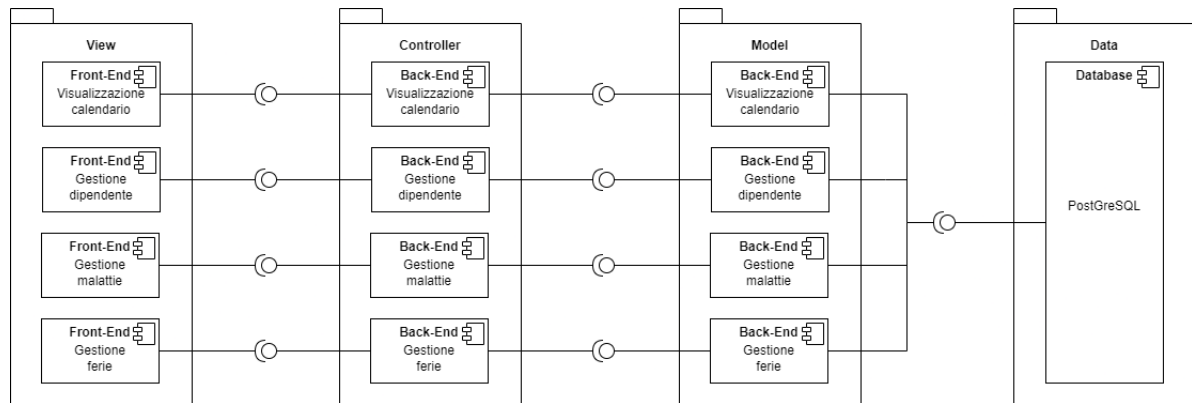 View
Front-End
Visualizzazione
calendario
Front-End
Gestione
dipendente
Front-End
Gestione
malattie
Front-End
Gestione
ferie
Controller
Back-End
Visualizzazione
calendario
Back-End
Gestione
dipendente
Back-End
Gestione
malattie
Back-End
Gestione
ferie
Model
Back-End
Visualizzazione
calendario
Back-End
Gestione
dipendente
Back-End
Gestione
malattie
Back-End
Gestione
ferie
Data
Database
PostGreSQL